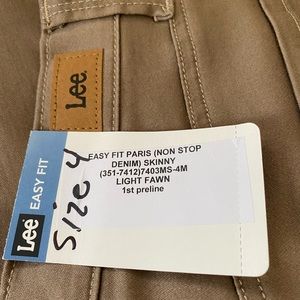 Lee
EASY FIT PARIS (NON STOP
DENIM) SKINNY
(351-7412)7403MS-4M
LIGHT FAWN
1st preline
Size 4
Lee EASY FIT